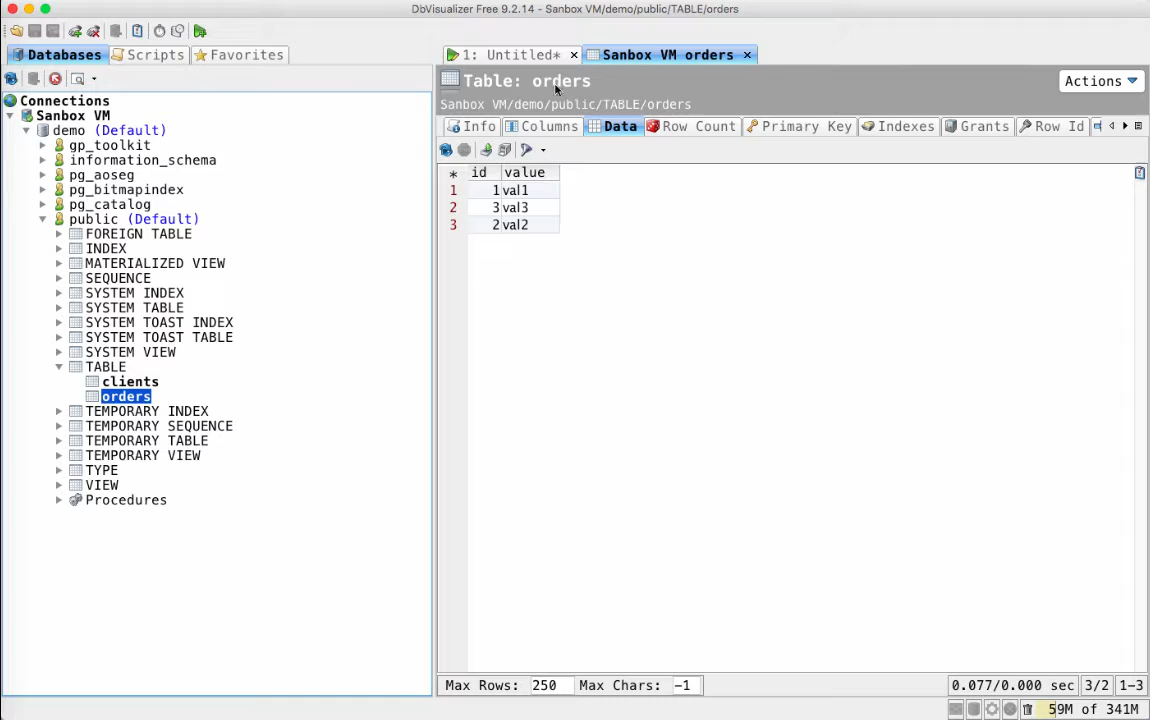 DbVisualizer Free 9.2.14 - Sanbox VM/demo/public/TABLE/orders
Databases Scripts Favorites
Connections
Sanbox VM
demo (Default)
gp_toolkit
information_schema
pg_aoseg
pg_bitmapindex
pg_catalog
public (Default)
FOREIGN TABLE
INDEX
MATERIALIZED VIEW
SEQUENCE
SYSTEM INDEX
SYSTEM TABLE
SYSTEM TOAST INDEX
SYSTEM TOAST TABLE
SYSTEM VIEW
TABLE
clients
orders
TEMPORARY INDEX
TEMPORARY SEQUENCE
TEMPORARY TABLE
TEMPORARY VIEW
TYPE
VIEW
Procedures
1: Untitled* Sanbox VM orders
Table: orders Actions
Sanbox VM/demo/public/TABLE/orders
Info Columns Data Row Count Primary Key Indexes Grants Row Id
* id value
1 1 val1
2 3 val3
3 2 val2
Max Rows: 250 Max Chars: -1 0.077/0.000 sec 3/2 1-3
59M of 341M